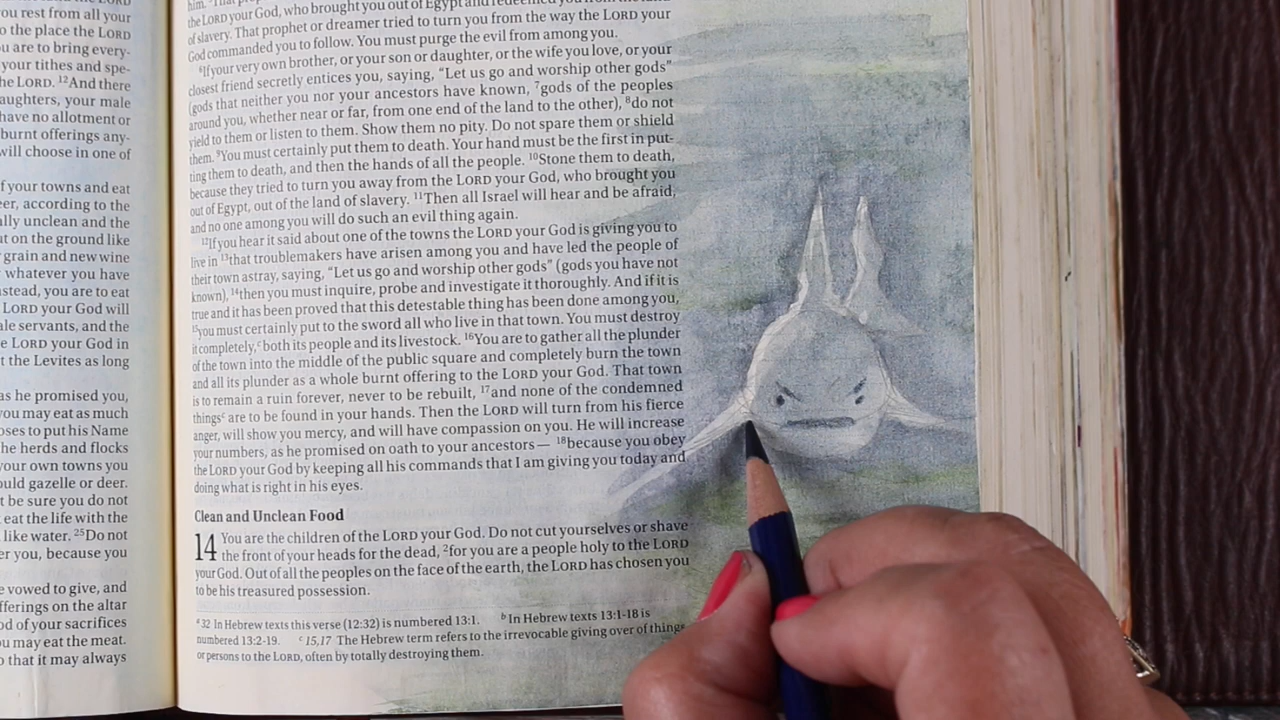 you rest from all your
o the place the LORD
u are to bring every-
your tithes and spe-
he LORD. 12And there
aughters, your male
have no allotment or
burnt offerings any-
will choose in one of
f your towns and eat
eer, according to the
ally unclean and the
ut on the ground like
grain and new wine
whatever you have
nstead, you are to eat
LORD your God will
ale servants, and the
e LORD your God in
t the Levites as long
as he promised you,
you may eat as much
oses to put his Name
he herds and flocks
your own towns you
ould gazelle or deer.
t be sure you do not
eat the life with the
like water. 25Do not
er you, because you
e vowed to give, and
fferings on the altar
od of your sacrifices
ou may eat the meat.
o that it may always
the LORD your God, who brought you out of Egypt and redeemed you from the land
of slavery. That prophet or dreamer tried to turn you from the way the LORD your
God commanded you to follow. You must purge the evil from among you.
6If your very own brother, or your son or daughter, or the wife you love, or your
closest friend secretly entices you, saying, “Let us go and worship other gods”
(gods that neither you nor your ancestors have known, 7gods of the peoples
around you, whether near or far, from one end of the land to the other), 8do not
yield to them or listen to them. Show them no pity. Do not spare them or shield
them. 9You must certainly put them to death. Your hand must be the first in put-
ting them to death, and then the hands of all the people. 10Stone them to death,
because they tried to turn you away from the LORD your God, who brought you
out of Egypt, out of the land of slavery. 11Then all Israel will hear and be afraid,
and no one among you will do such an evil thing again.
12If you hear it said about one of the towns the LORD your God is giving you to
live in 13that troublemakers have arisen among you and have led the people of
their town astray, saying, “Let us go and worship other gods” (gods you have not
known), 14then you must inquire, probe and investigate it thoroughly. And if it is
true and it has been proved that this detestable thing has been done among you,
15you must certainly put to the sword all who live in that town. You must destroy
it completely,c both its people and its livestock. 16You are to gather all the plunder
of the town into the middle of the public square and completely burn the town
and all its plunder as a whole burnt offering to the LORD your God. That town
is to remain a ruin forever, never to be rebuilt, 17and none of the condemned
thingsc are to be found in your hands. Then the LORD will turn from his fierce
anger, will show you mercy, and will have compassion on you. He will increase
your numbers, as he promised on oath to your ancestors— 18because you obey
the LORD your God by keeping all his commands that I am giving you today and
doing what is right in his eyes.
Clean and Unclean Food
14 You are the children of the LORD your God. Do not cut yourselves or shave
the front of your heads for the dead, 2for you are a people holy to the LORD
your God. Out of all the peoples on the face of the earth, the LORD has chosen you
to be his treasured possession.
a 32 In Hebrew texts this verse (12:32) is numbered 13:1. b In Hebrew texts 13:1-18 is
numbered 13:2-19. c 15,17 The Hebrew term refers to the irrevocable giving over of things
or persons to the LORD, often by totally destroying them.